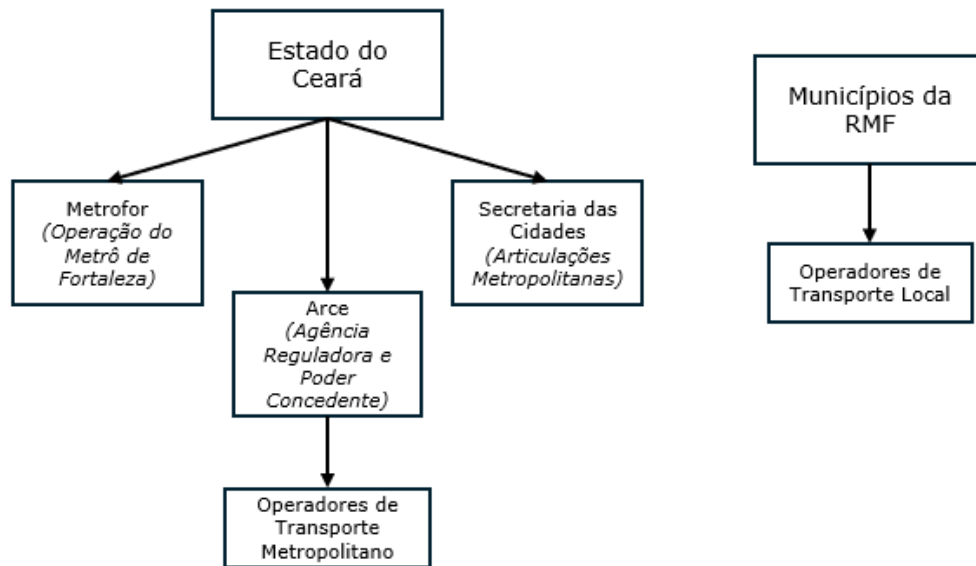 Estado do
Ceará
Municípios da
RMF
Metrofor
(Operação do
Metrô de
Fortaleza)
Secretaria das
Cidades
(Articulações
Metropolitanas)
Operadores de
Transporte Local
Arce
(Agência
Reguladora e
Poder
Concedente)
Operadores de
Transporte
Metropolitano